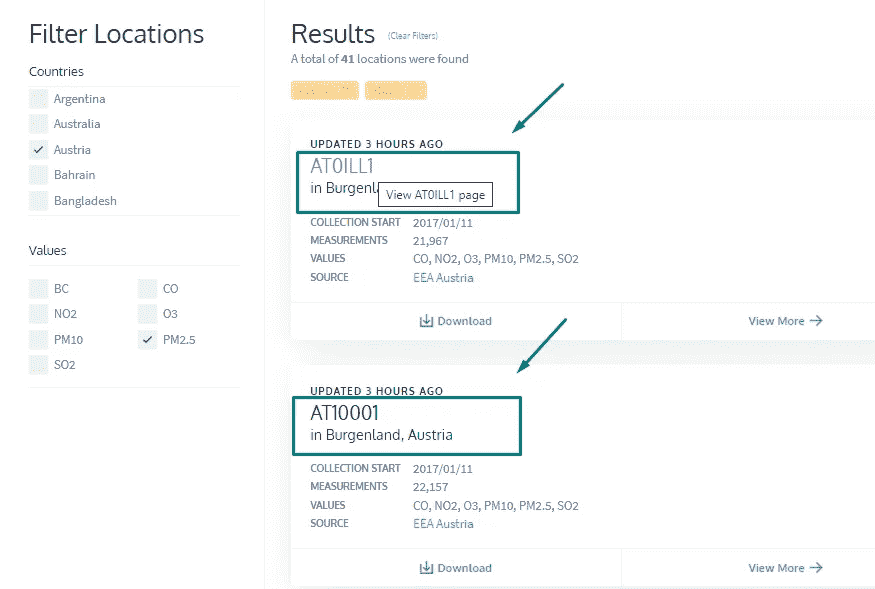 Filter Locations
Countries
Argentina
Australia
Austria
Bahrain
Bangladesh
Values
BC
CO
NO2
O3
PM10
PM2.5
SO2
Results (Clear Filters)
A total of 41 locations were found
UPDATED 3 HOURS AGO
AT0ILL1
in Burgenla
View AT0ILL1 page
COLLECTION START 2017/01/11
MEASUREMENTS 21,967
VALUES CO, NO2, O3, PM10, PM2.5, SO2
SOURCE EEA Austria
Download View More
UPDATED 3 HOURS AGO
AT10001
in Burgenland, Austria
COLLECTION START 2017/01/11
MEASUREMENTS 22,157
VALUES CO, NO2, O3, PM10, PM2.5, SO2
SOURCE EEA Austria
Download View More